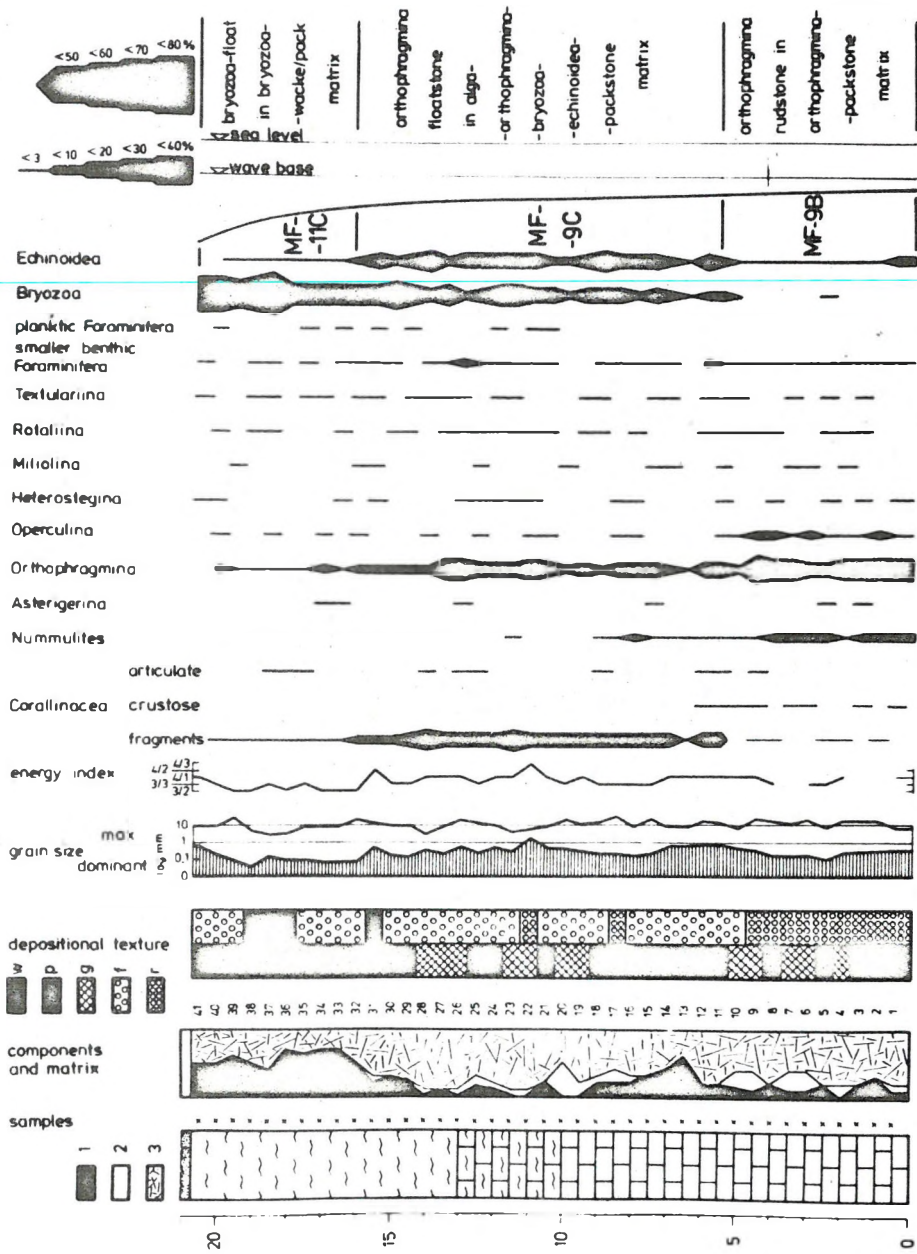 <50 <60 <70 <80%
<3 <10 <20 <30 <40%
bryozoa-float
in bryozoa-
-wacke/pack
matrix
orthophragmina
floatstone
in alga-
-orthophragmina-
-bryozoa-
-echinoidea-
-packstone
matrix
orthophragmina
rudstone in
orthophragmina-
-packstone
matrix
sea level
wave base
MF-
-11C
MF-
-9C
MF-9B
Echinoidea
Bryozoa
planktic Foraminifera
smaller benthic
Foraminifera
Textulariina
Rotaliina
Miliolina
Heterostegina
Operculina
Orthophragmina
Asterigerina
Nummulites
articulate
Corallinacea crustose
fragments
energy index 4/2 4/3
4/1
3/3 3/2
grain size max
dominant
10
1
0,1
0
mm
depositional texture
w p g f r
41 40 39 38 37 36 35 34 33 32 31 30 29 28 27 26 25 24 23 22 21 20 19 18 17 16 15 14 13 12 11 10 9 8 7 6 5 4 3 2 1
components
and matrix
samples
1 2 3
20 15 10 5 0